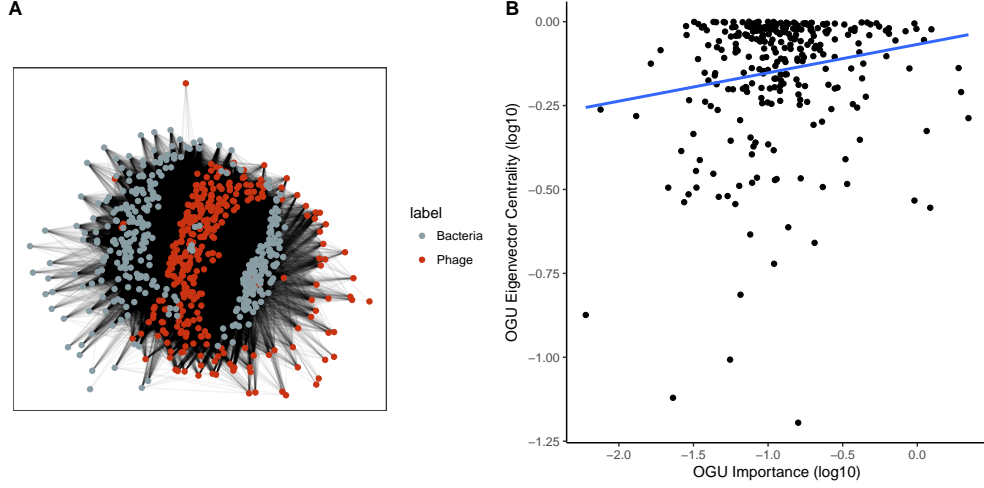 A
label
Bacteria
Phage
B
OGU Eigenvector Centrality (log10)
0.00
−0.25
−0.50
−0.75
−1.00
−1.25
−2.0
−1.5
−1.0
−0.5
0.0
OGU Importance (log10)